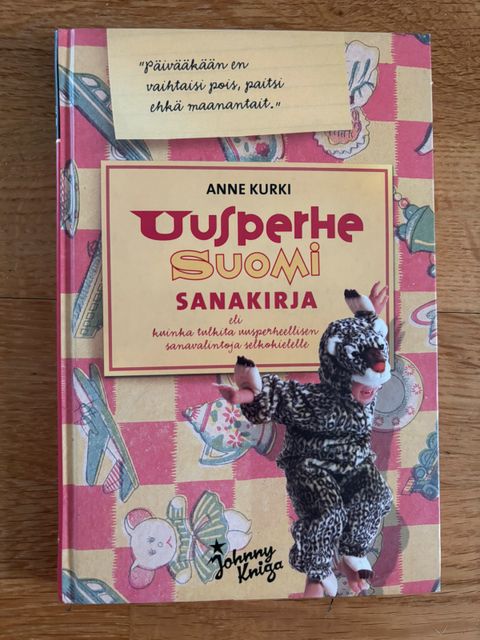 "Päivääkään en
vaihtaisi pois, paitsi
ehkä maanantait."
ANNE KURKI
Uusperhe
SUOMI
SANAKIRJA
eli
kuinka tulkita uusperheellisen
sanavalintoja selkokielelle
Johnny
Kniga